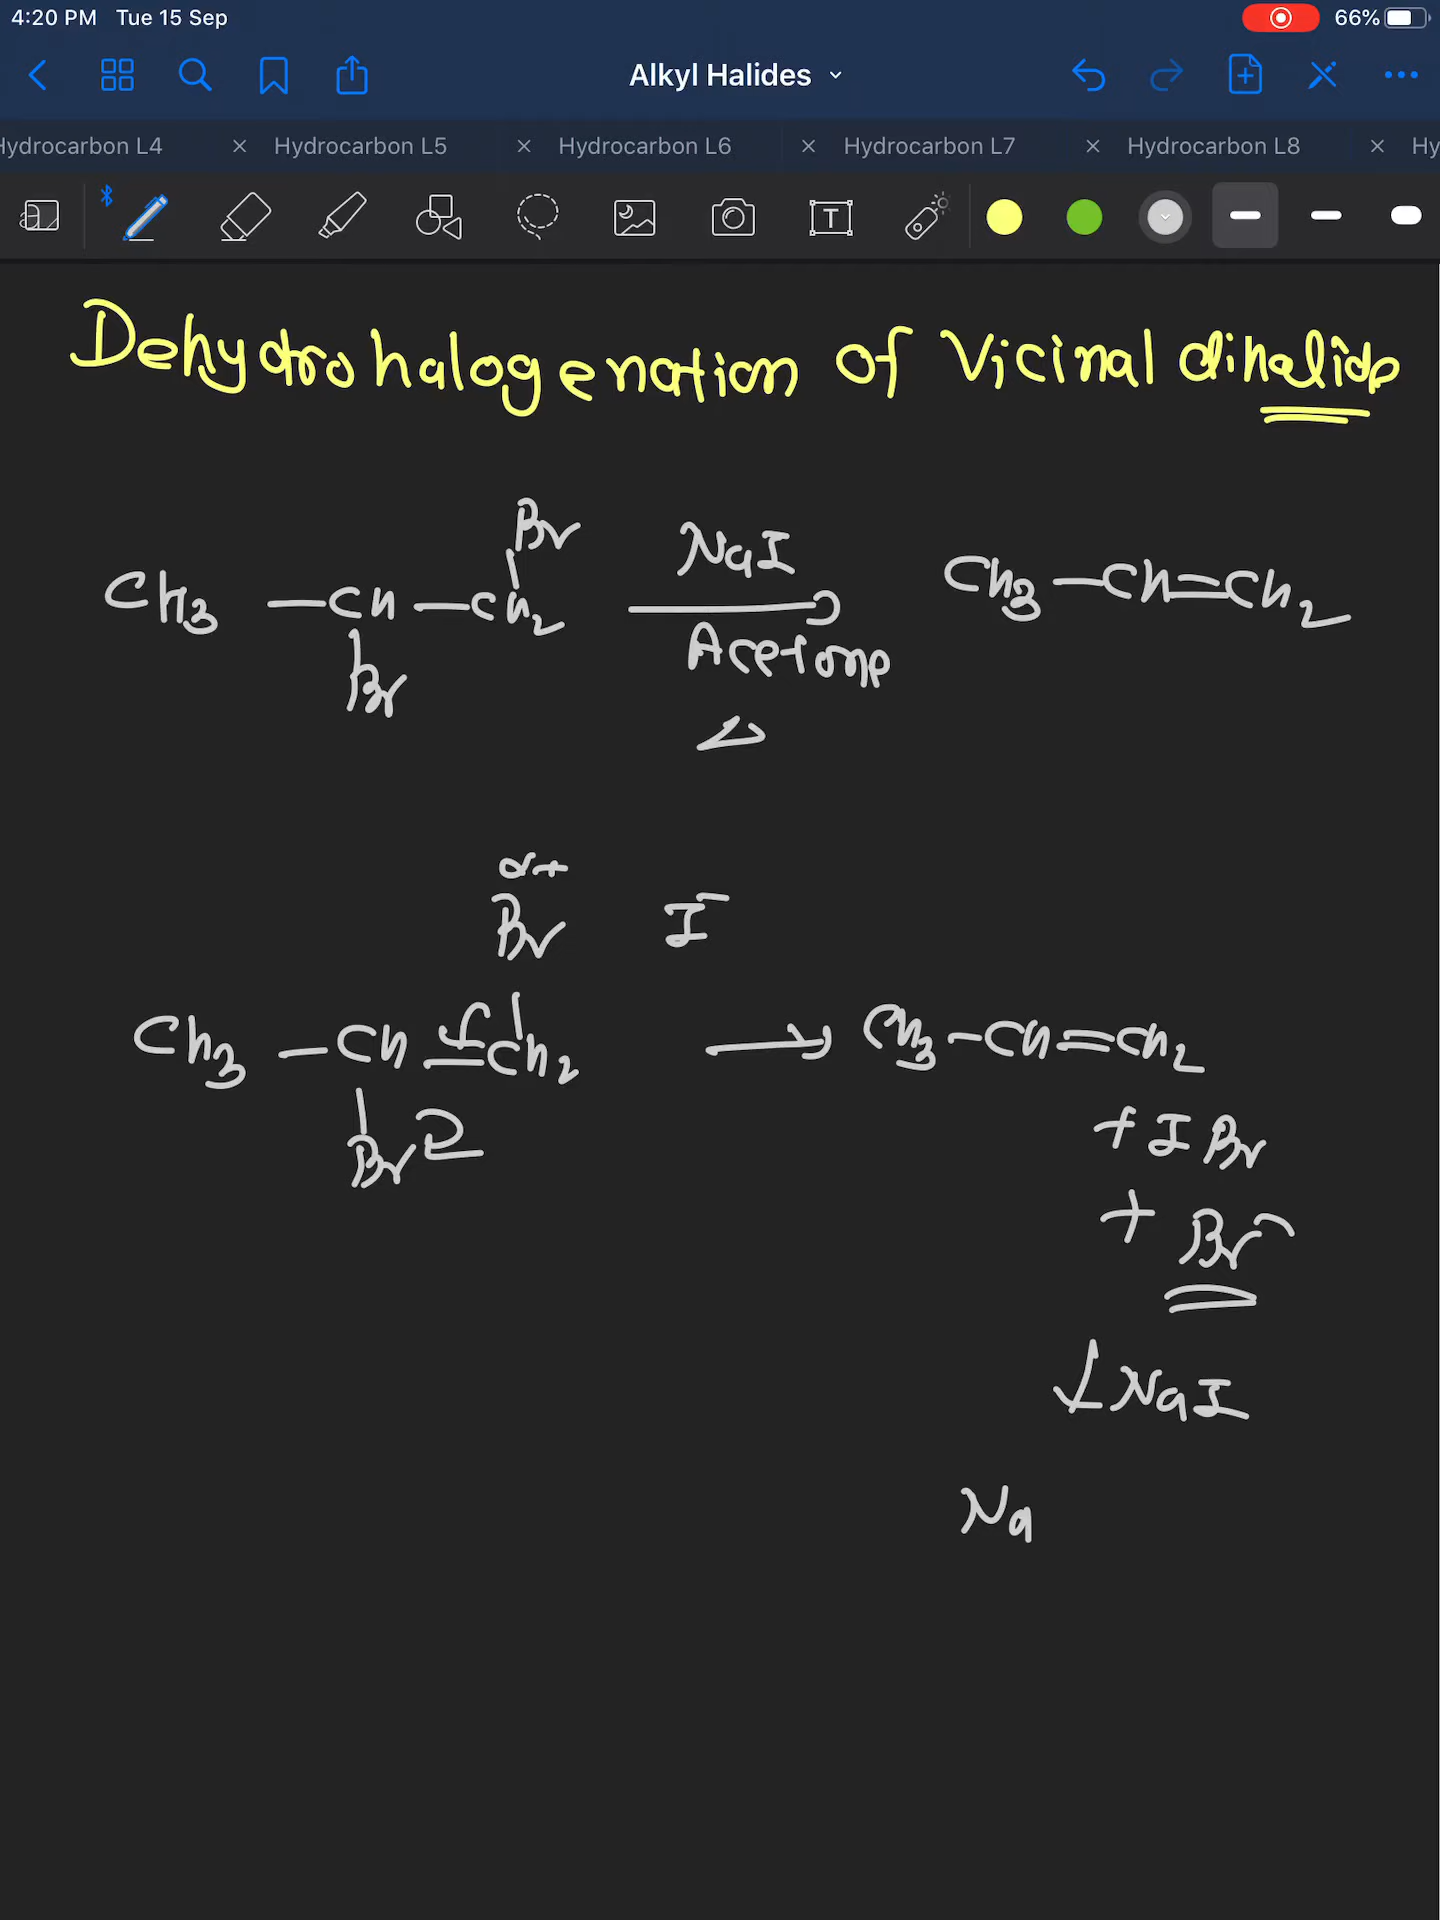 4:20 PM Tue 15 Sep 66%
Alkyl Halides
Hydrocarbon L4 Hydrocarbon L5 Hydrocarbon L6 Hydrocarbon L7 Hydrocarbon L8 Hy
T
Dehydrohalogenation of Vicinal dihalide
Br
NaI
CH3 —CH—CH2 CH3—CH=CH2
Br
Acetone
Δ
δ+
Br I⁻
CH3 —CH—CH2 → CH3—CH=CH2
Br
+ I Br
+ Br⁻
↓NaI
Na